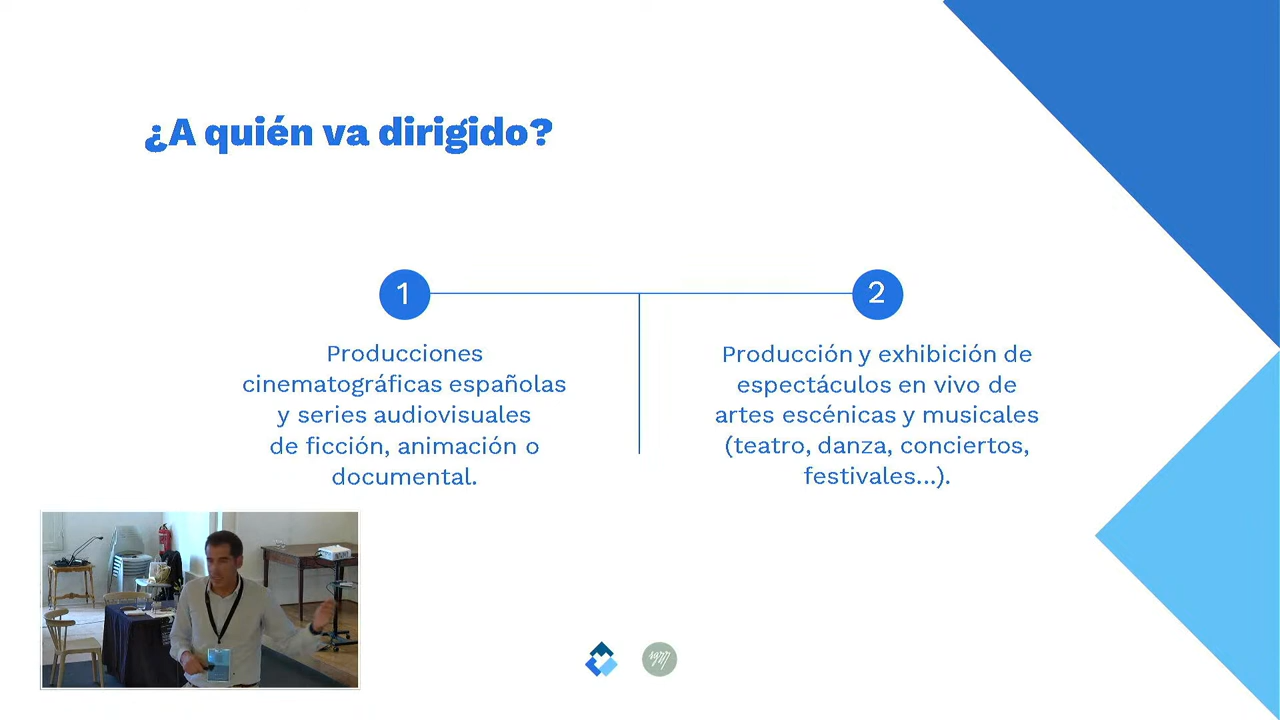 ¿A quién va dirigido?
1
Producciones
cinematográficas españolas
y series audiovisuales
de ficción, animación o
documental.
2
Producción y exhibición de
espectáculos en vivo de
artes escénicas y musicales
(teatro, danza, conciertos,
festivales...).